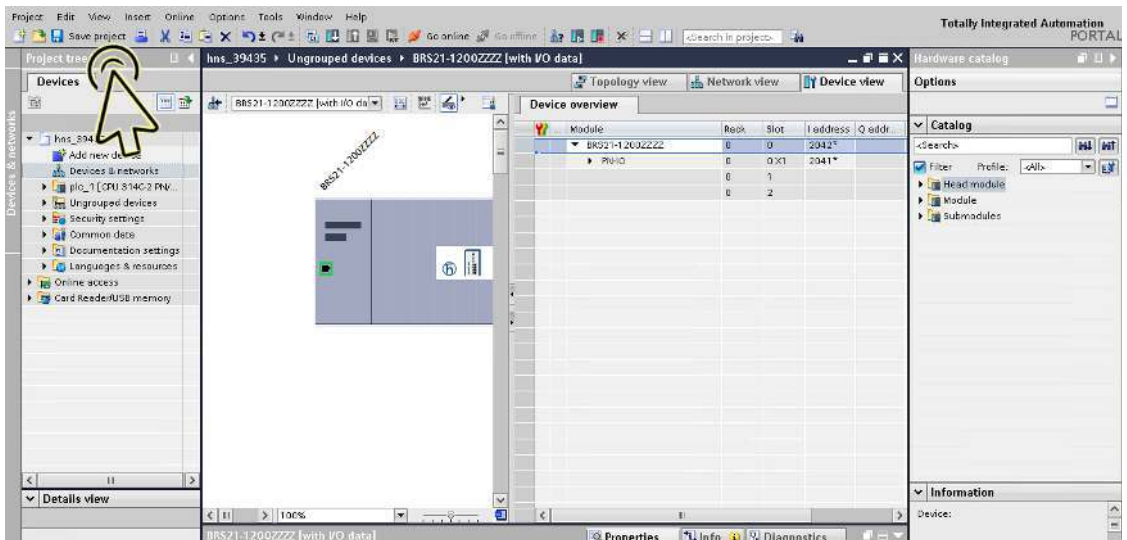 Project Edit View Insert Online Options Tools Window Help
Totally Integrated Automation
PORTAL
Save project Go online Go offline <Search in project>
Project tree
hns_39435 Ungrouped devices BRS21-1200ZZZZ [with I/O data]
Hardware catalog
Devices
Topology view Network view Device view
Options
BRS21-1200ZZZZ [with I/O da
Device overview
Devices & networks
Module Rack Slot I address Q addr...
Catalog
BRS21-1200ZZZZ 0 0 2042*
PN-IO 0 0 X1 2041*
0 1
0 2
<Search>
Filter Profile: <All>
Head module
Module
Submodules
Add new
Devices & networks
plc_1 [CPU 314C-2 PN/...
Ungrouped devices
Security settings
Common data
Documentation settings
Languages & resources
Online access
Card Reader/USB memory
BRS21-1200ZZZZ
Details view
100%
Information
Device:
BRS21-1200ZZZZ [with I/O data]
Properties Info Diagnostics